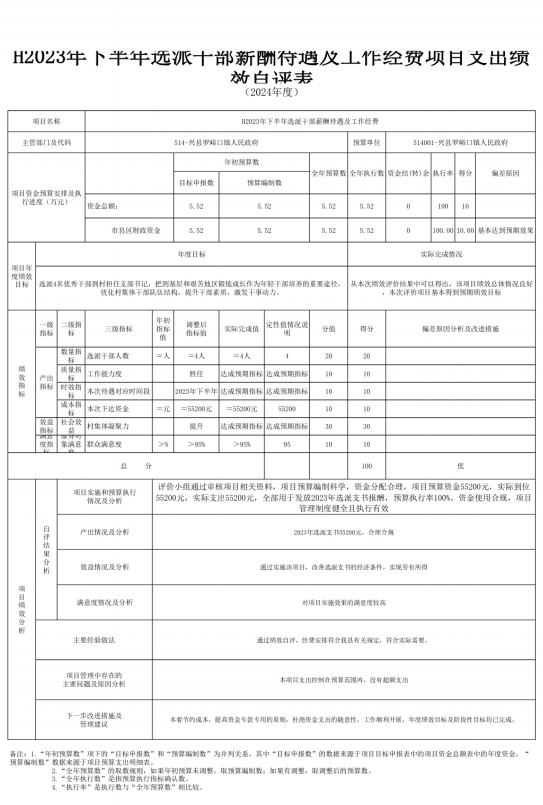 H2023年下半年选派干部薪酬待遇及工作经费项目支出绩
效自评表
（2024年度）
项目名称 H2023年下半年选派干部薪酬待遇及工作经费
主管部门及代码 514-兴县罗峪口镇人民政府 预算单位 514001-兴县罗峪口镇人民政府
项目资金预算安排及执
行进度（万元）
年初预算数 全年预算数 全年执行数 资金结(转)余 执行率 得分 偏差原因
目标申报数 预算编制数
资金总额： 5.52 5.52 5.52 5.52 0 100 10
市县区财政资金 5.52 5.52 5.52 5.52 0 100.00 10.00 基本达到预期效果
项目年
度绩效
目标
年度目标 实际完成情况
选派4名优秀干部到村担任支部书记，把到基层和艰苦地区锻炼成长作为年轻干部培养的重要途径，
优化村集体干部队伍结构，提升干部素质，激发干事动力。
从本次绩效评价结果中可以得出，该项目绩效总体情况良好
，本次评价项目基本得到预期绩效目标
绩
效
指
标
一级
指标
二级指
标
三级指标
年初
指标
值
调整后
指标值
实际完成值
定性值情况说
明
分值 得分 偏差原因分析及改进措施
产出
指标
数量指
标
选派干部人数 ＝人 ＝4人 ＝4人 4 20 20
质量指
标
工作能力度 胜任 达成预期指标 达成预期指标 10 10
时效指
标
本次待遇对应时间段 2023年下半年 达成预期指标 达成预期指标 10 10
成本指
标
本次下达资金 ＝元 ＝55200元 ＝55200元 55200 10 10
效益
指标
社会效
益
村集体凝聚力 提升 达成预期指标 达成预期指标 30 30
满意
度指
标
服务对
象满意
度
群众满意度 ＞% ＞95% ＞95% 95 10 10
总 分 100 优
项
目
绩
效
分
析
自
评
结
果
分
析
项目实施和预算执行
情况及分析
评价小组通过审核项目相关资料，项目预算编制科学，资金分配合理，项目预算资金55200元，实际到位
55200元，实际支出55200元，全部用于发放2023年选派支书报酬，预算执行率100%。资金使用合规，项目
管理制度健全且执行有效
产出情况及分析 2023年选派支书55200元，合理合规
效益情况及分析 通过实施该项目，改善选派支书的经济条件，实现劳有所得
满意度情况及分析 对项目实施效果的满意度较高
主要经验做法 通过绩效自评，经费安排符合我县有关规定，符合实际需要。
项目管理中存在的
主要问题及原因分析
本项目支出控制在预算范围内，没有超额支出
下一步改进措施及
管理建议
本着节约成本，提高资金专款专用的原则，杜绝资金支出的随意性，工作顺利开展，年度绩效目标及阶段性目标均已完成。
备注：1.“年初预算数”项下的“目标申报数”和“预算编制数”为并列关系，其中“目标申报数”的数据来源于项目目标申报表中的项目资金总额表中的年度资金，“
预算编制数”数据来源于项目预算支出明细表。
2.“全年预算数”的取数规则，如果年初预算未调整，取预算编制数；如果有调整，取调整后的预算数。
3.“全年执行数”是指预算执行指标确认数。
4.“执行率”是执行数与“全年预算数”相比较。